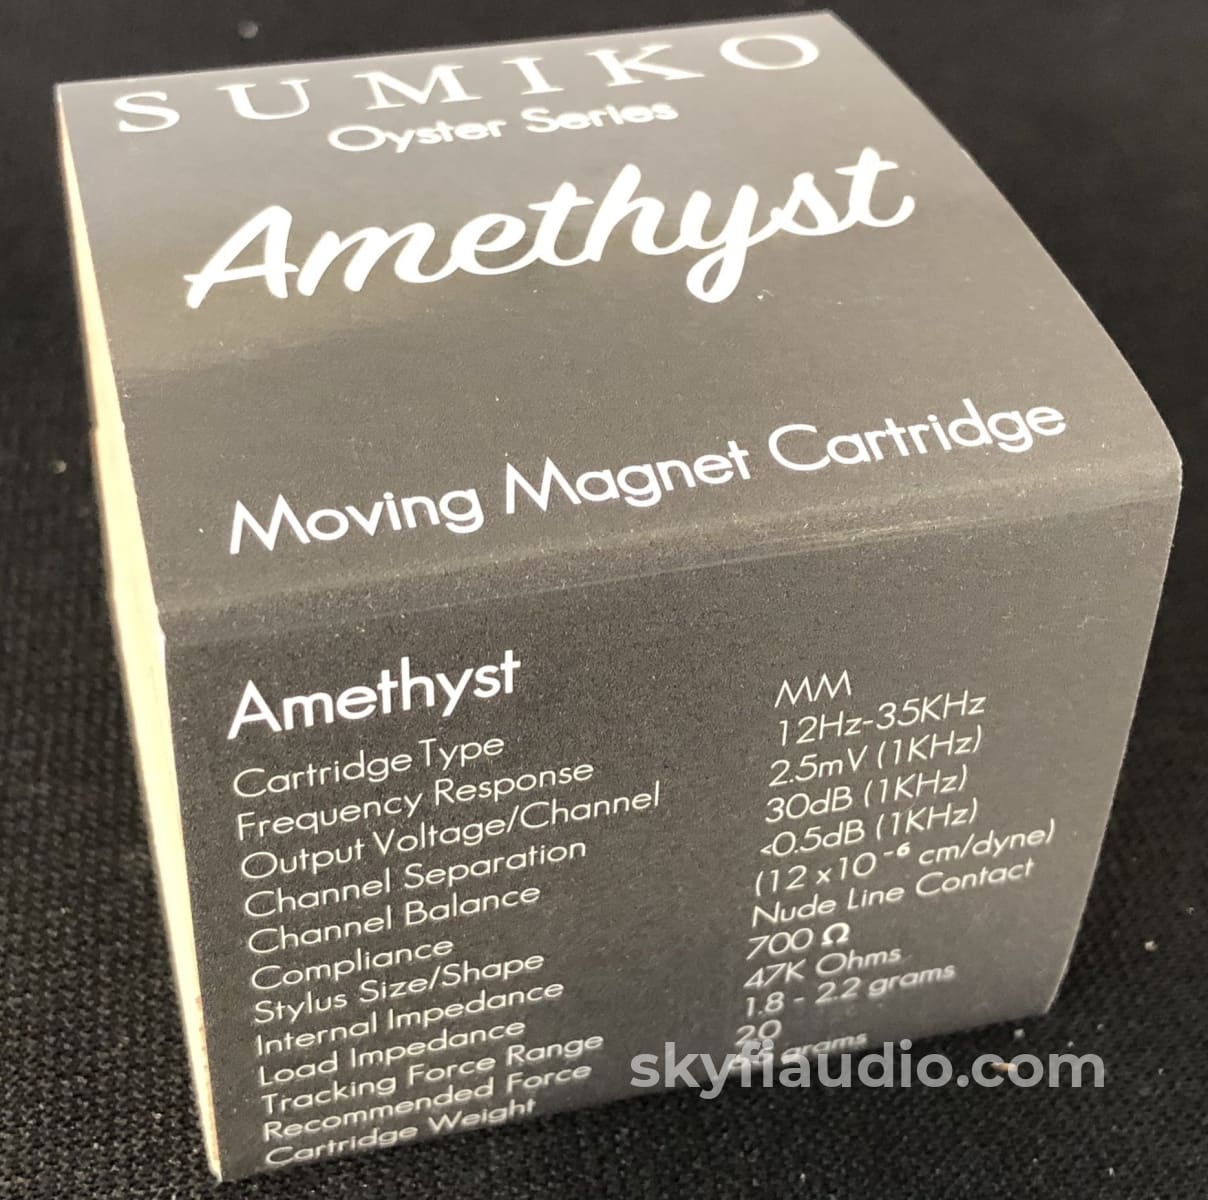 SUMIKO
Oyster Series
Amethyst
Moving Magnet Cartridge
Amethyst
Cartridge Type MM
Frequency Response 12Hz-35KHz
Output Voltage/Channel 2.5mV (1KHz)
Channel Separation 30dB (1KHz)
Channel Balance <0.5dB (1KHz)
Compliance (12 x10⁻⁶ cm/dyne)
Stylus Size/Shape Nude Line Contact
Internal Impedance 700 Ω
Load Impedance 47K Ohms
Tracking Force Range 1.8 - 2.2 grams
Recommended Force 2.0
Cartridge Weight grams
skyfiaudio.com